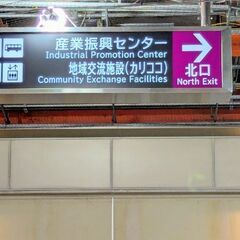 産業振興センター
Industrial Promotion Center
地域交流施設(カリココ)
Community Exchange Facilities
北口
North Exit